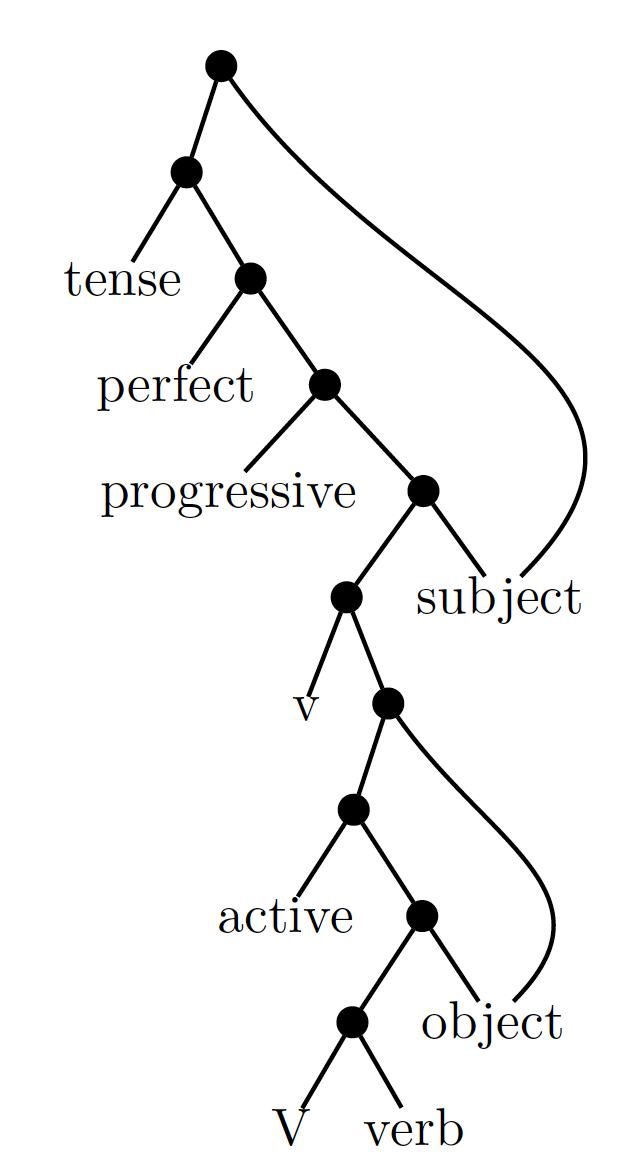 tense
perfect
progressive
subject
v
active
object
V verb